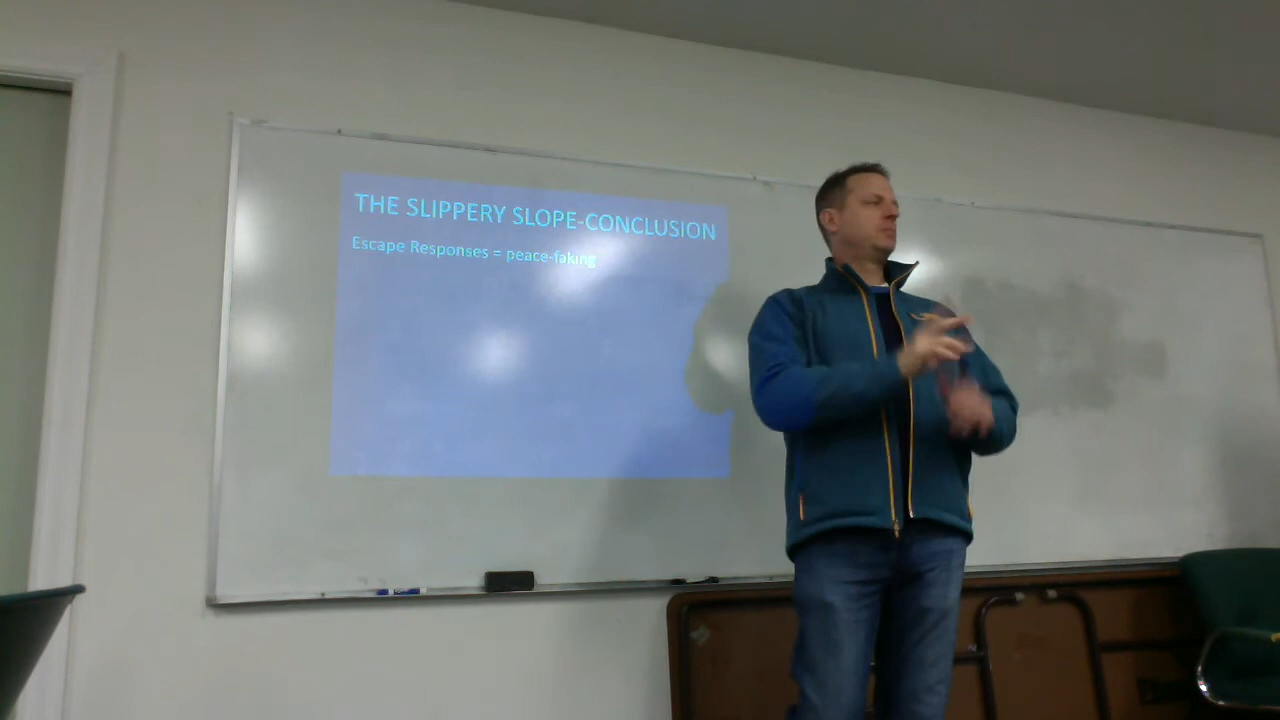 THE SLIPPERY SLOPE-CONCLUSION
Escape Responses = peace-faking